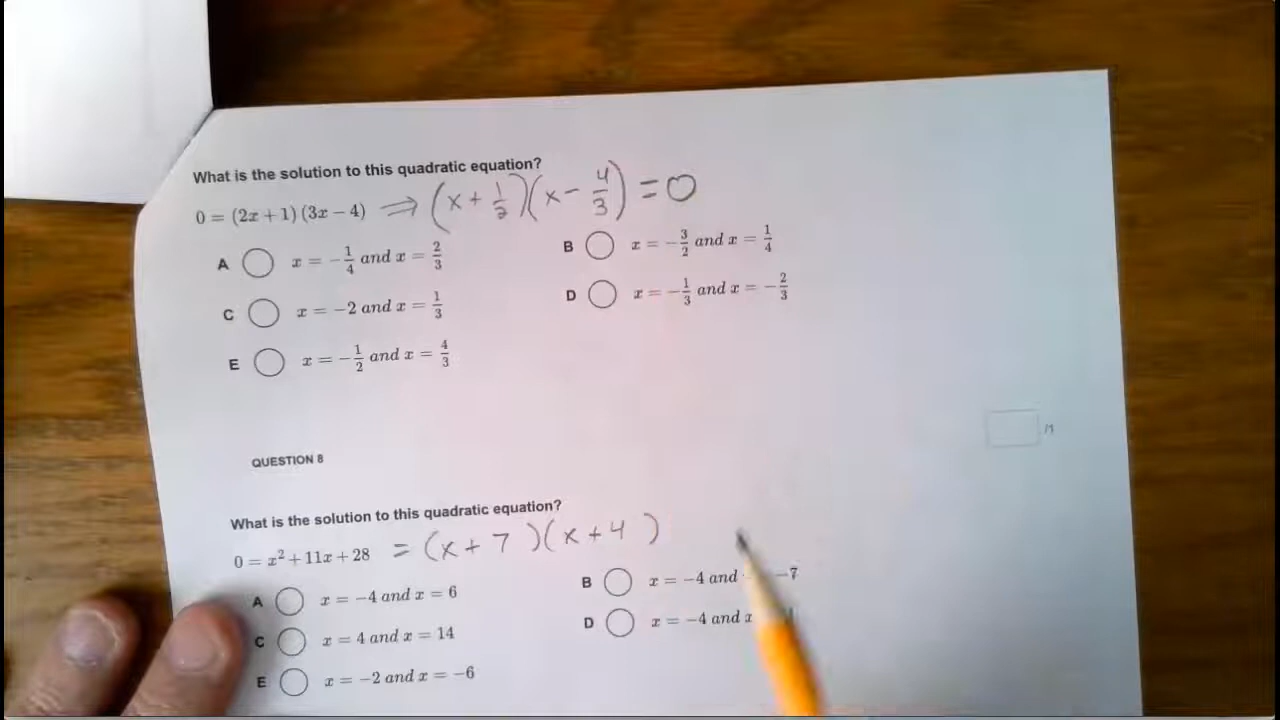 What is the solution to this quadratic equation?
0 = (2x + 1) (3x − 4) ⇒ (x + 1/2)(x − 4/3) = 0
A x = −1/4 and x = 2/3
B x = −3/2 and x = 1/4
C x = −2 and x = 1/3
D x = −1/3 and x = −2/3
E x = −1/2 and x = 4/3
/1
QUESTION 8
What is the solution to this quadratic equation?
0 = x² + 11x + 28 = (x + 7)(x + 4)
A x = −4 and x = 6
B x = −4 and −7
C x = 4 and x = 14
D x = −4 and x
E x = −2 and x = −6